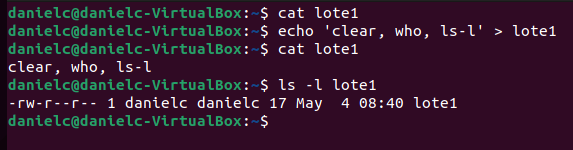 danielc@danielc-VirtualBox:~$ cat lote1
danielc@danielc-VirtualBox:~$ echo 'clear, who, ls-l' > lote1
danielc@danielc-VirtualBox:~$ cat lote1
clear, who, ls-l
danielc@danielc-VirtualBox:~$ ls -l lote1
-rw-r--r-- 1 danielc danielc 17 May  4 08:40 lote1
danielc@danielc-VirtualBox:~$